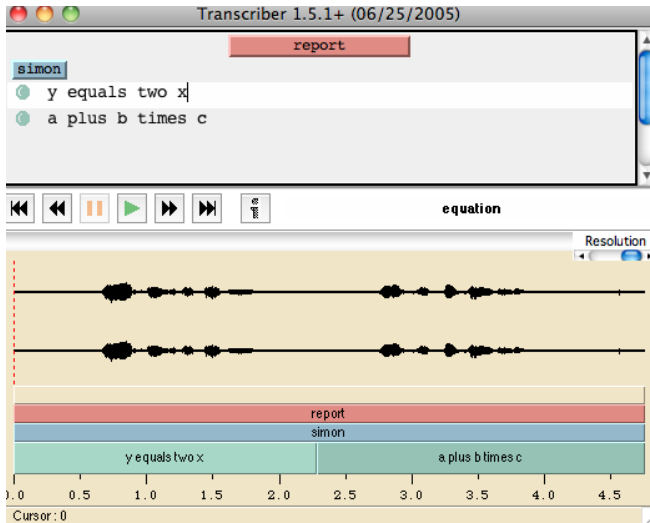 Transcriber 1.5.1+ (06/25/2005)
report
simon
y equals two x
a plus b times c
equation
Resolution
report
simon
y equals two x
a plus b times c
0.0 0.5 1.0 1.5 2.0 2.5 3.0 3.5 4.0 4.5
Cursor : 0